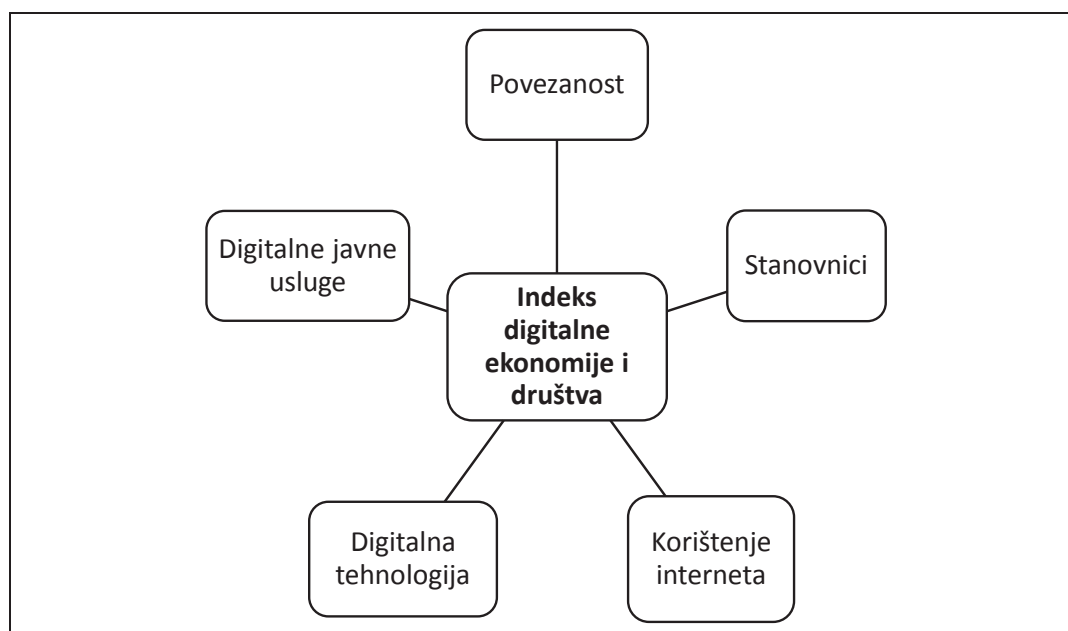 Povezanost
Digitalne javne
usluge
Stanovnici
Indeks
digitalne
ekonomije i
društva
Digitalna
tehnologija
Korištenje
interneta